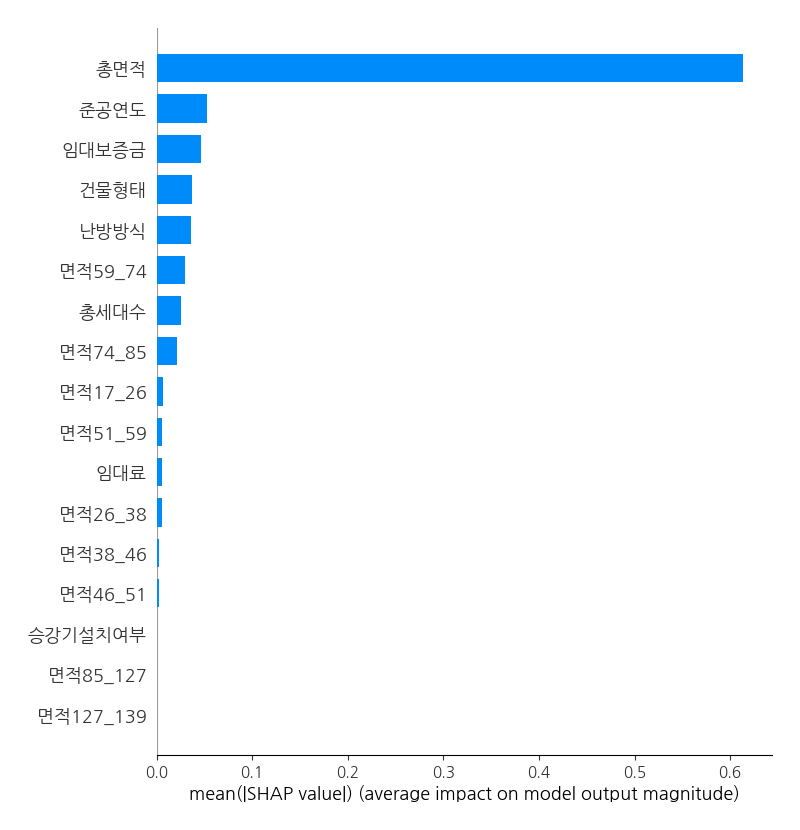 총면적
준공연도
임대보증금
건물형태
난방방식
면적59_74
총세대수
면적74_85
면적17_26
면적51_59
임대료
면적26_38
면적38_46
면적46_51
승강기설치여부
면적85_127
면적127_139
0.0 0.1 0.2 0.3 0.4 0.5 0.6
mean(|SHAP value|) (average impact on model output magnitude)